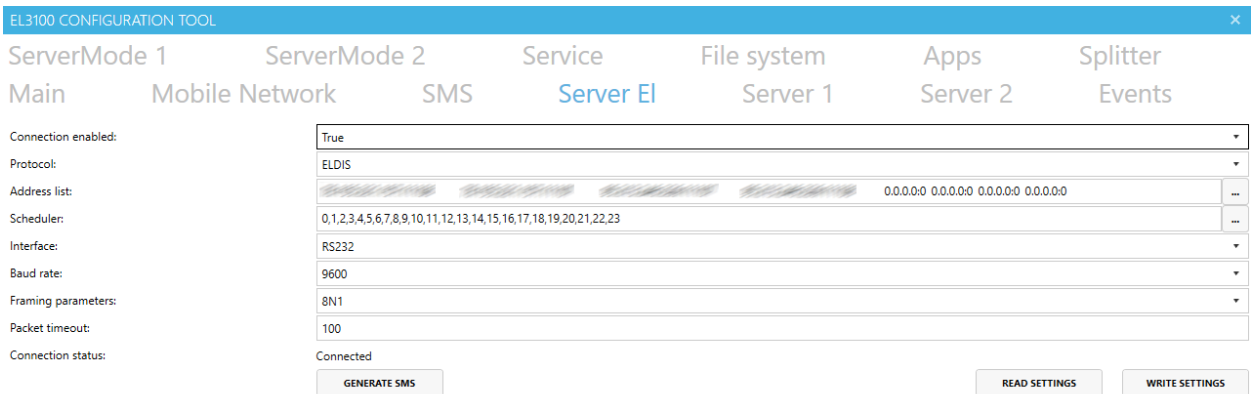 EL3100 CONFIGURATION TOOL ×
ServerMode 1 ServerMode 2 Service File system Apps Splitter
Main Mobile Network SMS Server El Server 1 Server 2 Events
Connection enabled: True
Protocol: ELDIS
Address list: 0.0.0.0:0 0.0.0.0:0 0.0.0.0:0 0.0.0.0:0 ...
Scheduler: 0,1,2,3,4,5,6,7,8,9,10,11,12,13,14,15,16,17,18,19,20,21,22,23 ...
Interface: RS232
Baud rate: 9600
Framing parameters: 8N1
Packet timeout: 100
Connection status: Connected
GENERATE SMS READ SETTINGS WRITE SETTINGS